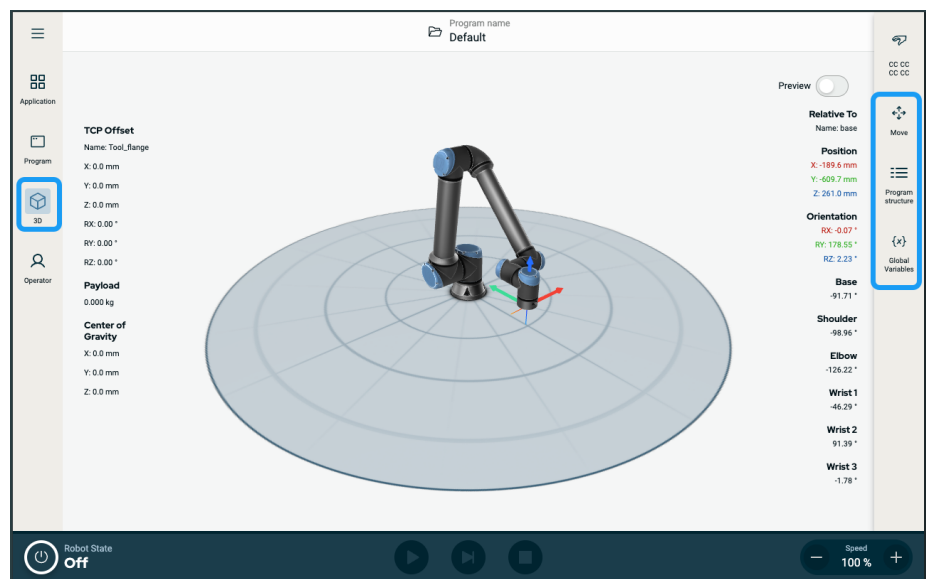 Program name
Default
Application
Program
3D
Operator
TCP Offset
Name: Tool_flange
X: 0.0 mm
Y: 0.0 mm
Z: 0.0 mm
RX: 0.00 °
RY: 0.00 °
RZ: 0.00 °
Payload
0.000 kg
Center of
Gravity
X: 0.0 mm
Y: 0.0 mm
Z: 0.0 mm
Preview
Relative To
Name: base
Position
X: -189.6 mm
Y: -609.7 mm
Z: 261.0 mm
Orientation
RX: -0.07 °
RY: 178.55 °
RZ: 2.23 °
Base
-91.71 °
Shoulder
-98.96 °
Elbow
-126.22 °
Wrist 1
-46.29 °
Wrist 2
91.39 °
Wrist 3
-1.78 °
CC CC
CC CC
Move
Program
structure
{x}
Global
Variables
Robot State
Off
Speed
100 %